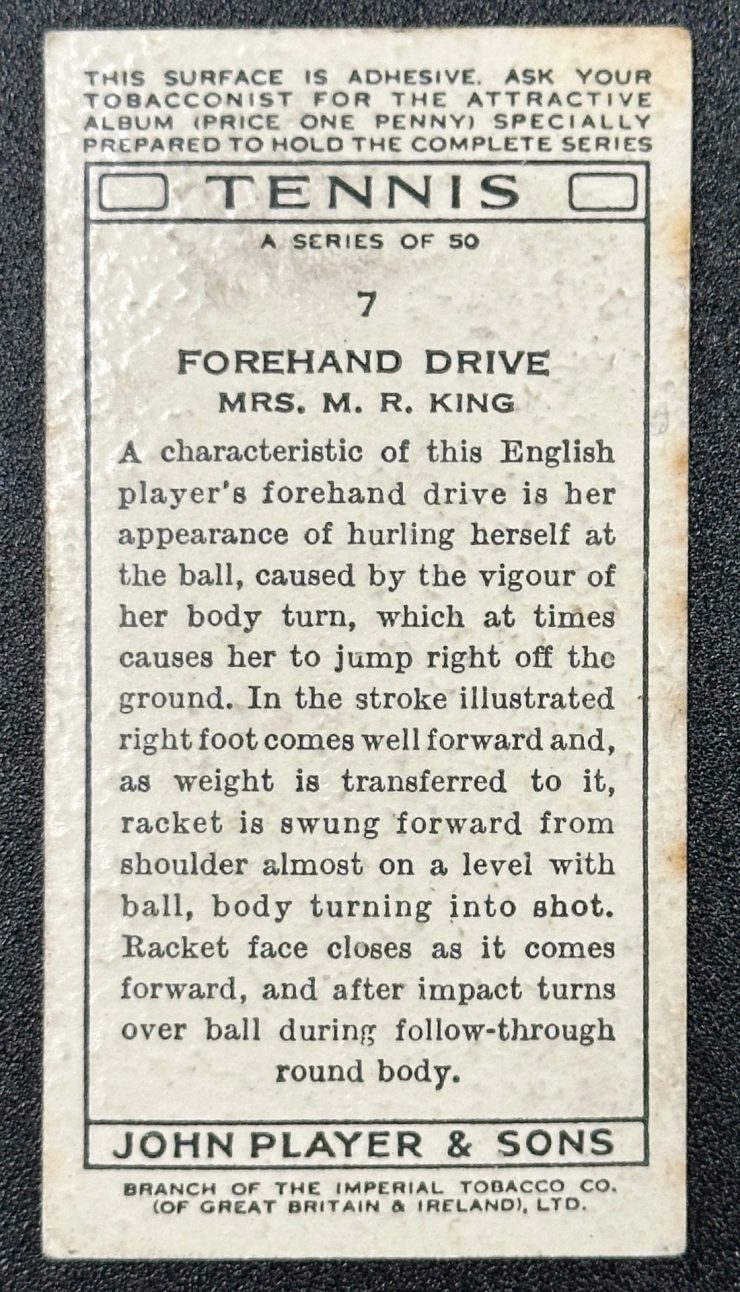 THIS SURFACE IS ADHESIVE. ASK YOUR
TOBACCONIST FOR THE ATTRACTIVE
ALBUM (PRICE ONE PENNY) SPECIALLY
PREPARED TO HOLD THE COMPLETE SERIES
TENNIS
A SERIES OF 50
7
FOREHAND DRIVE
MRS. M. R. KING
A characteristic of this English
player's forehand drive is her
appearance of hurling herself at
the ball, caused by the vigour of
her body turn, which at times
causes her to jump right off the
ground. In the stroke illustrated
right foot comes well forward and,
as weight is transferred to it,
racket is swung forward from
shoulder almost on a level with
ball, body turning into shot.
Racket face closes as it comes
forward, and after impact turns
over ball during follow-through
round body.
JOHN PLAYER & SONS
BRANCH OF THE IMPERIAL TOBACCO CO.
(OF GREAT BRITAIN & IRELAND), LTD.